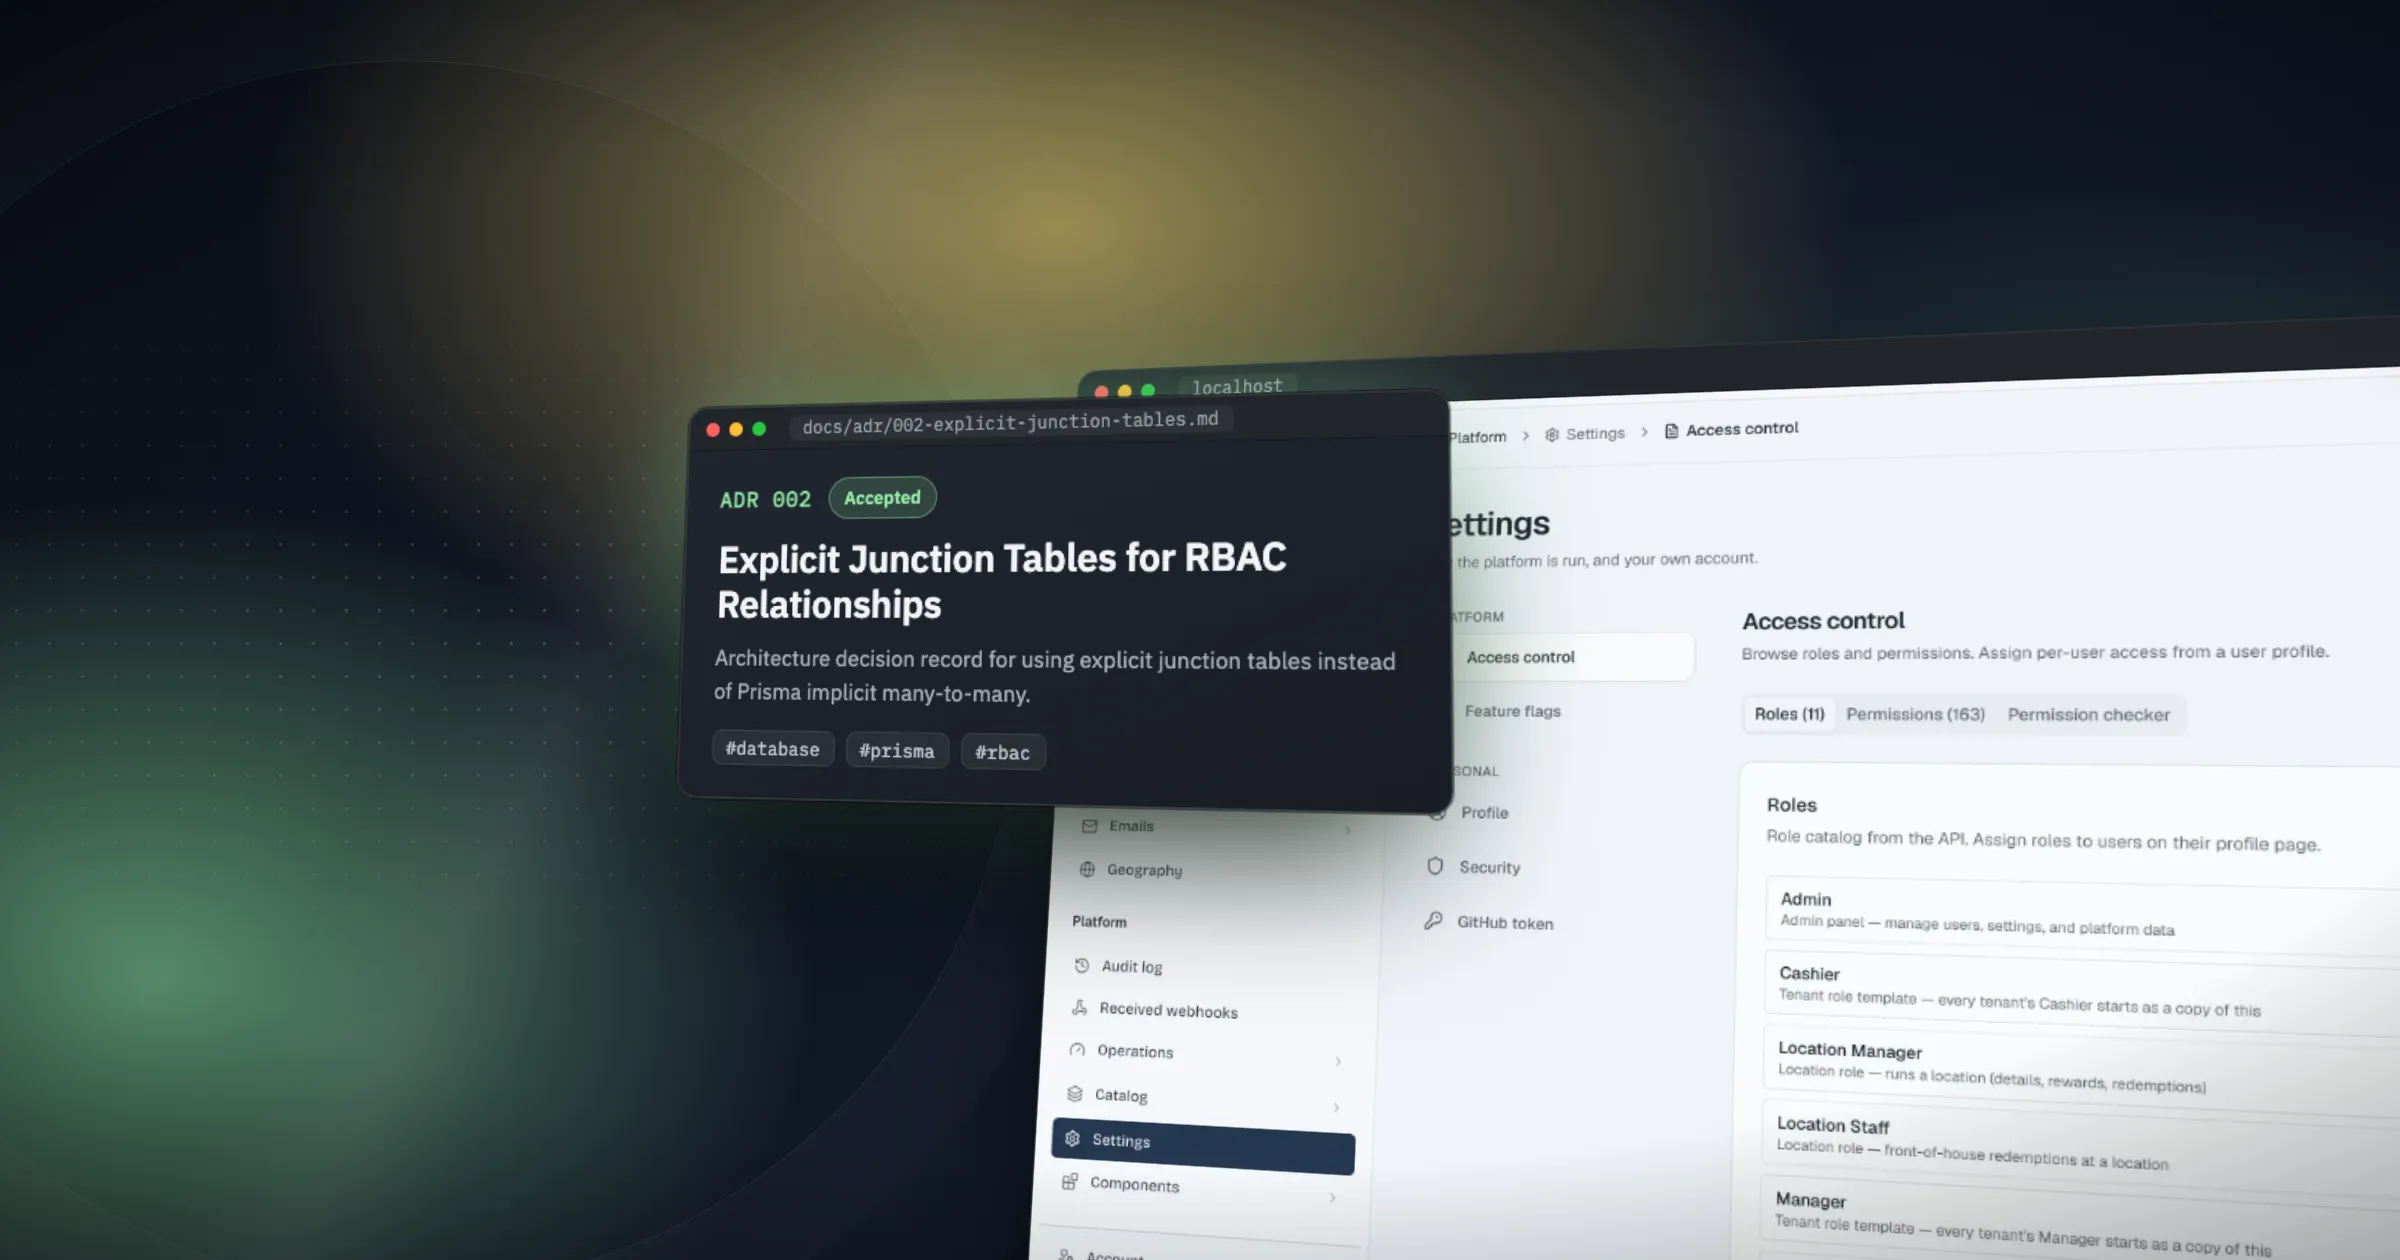 localhost
docs/adr/002-explicit-junction-tables.md
ADR 002 Accepted
Explicit Junction Tables for RBAC
Relationships
Architecture decision record for using explicit junction tables instead
of Prisma implicit many-to-many.
#database #prisma #rbac
Platform > Settings > Access control
ettings
the platform is run, and your own account.
ATFORM
Access control
Feature flags
SONAL
Profile
Security
GitHub token
Emails
Geography
Platform
Audit log
Received webhooks
Operations
Catalog
Settings
Components
Access control
Browse roles and permissions. Assign per-user access from a user profile.
Roles (11) Permissions (163) Permission checker
Roles
Role catalog from the API. Assign roles to users on their profile page.
Admin
Admin panel — manage users, settings, and platform data
Cashier
Tenant role template — every tenant's Cashier starts as a copy of this
Location Manager
Location role — runs a location (details, rewards, redemptions)
Location Staff
Location role — front-of-house redemptions at a location
Manager
Tenant role template — every tenant's Manager starts as a copy of this